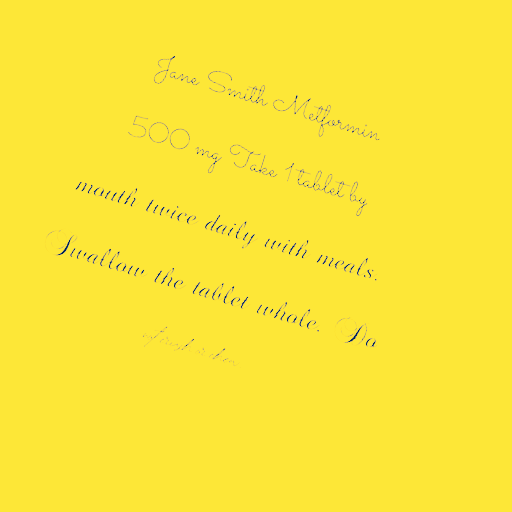 Jane Smith Metformin
500 mg Take 1 tablet by
mouth twice daily with meals.
Swallow the tablet whole. Do